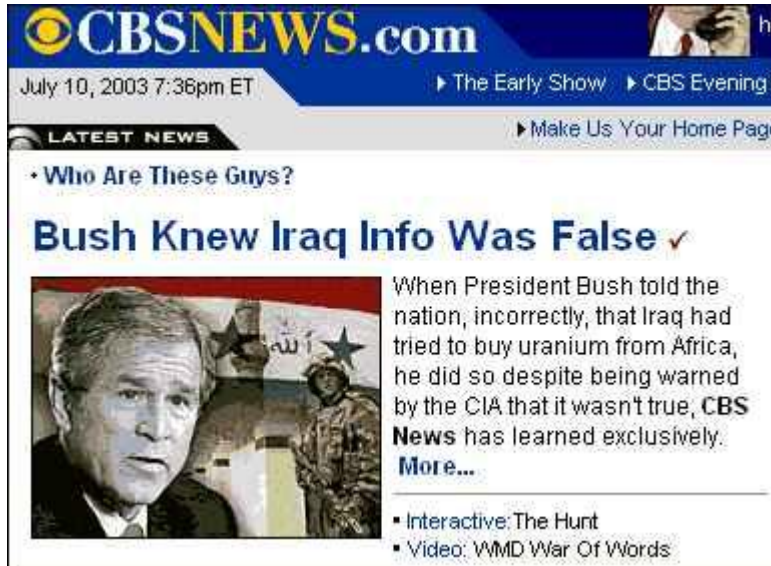 CBSNEWS.com
July 10, 2003 7:36pm ET
The Early Show CBS Evening
LATEST NEWS
Make Us Your Home Page
• Who Are These Guys?
Bush Knew Iraq Info Was False
الله ا
When President Bush told the
nation, incorrectly, that Iraq had
tried to buy uranium from Africa,
he did so despite being warned
by the CIA that it wasn't true, CBS
News has learned exclusively.
More...
▪ Interactive: The Hunt
▪ Video: WMD War Of Words